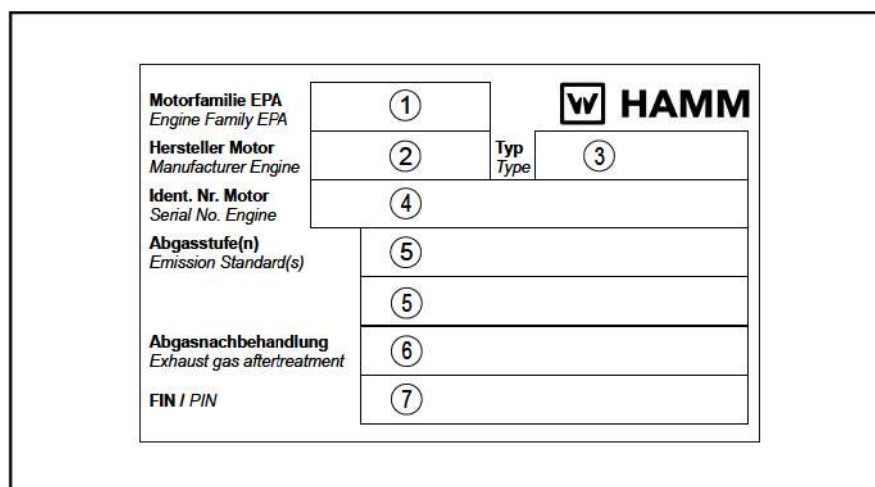 Motorfamilie EPA
Engine Family EPA
1
W HAMM
Hersteller Motor
Manufacturer Engine
2
Typ
Type
3
Ident. Nr. Motor
Serial No. Engine
4
Abgasstufe(n)
Emission Standard(s)
5
5
Abgasnachbehandlung
Exhaust gas aftertreatment
6
FIN / PIN
7